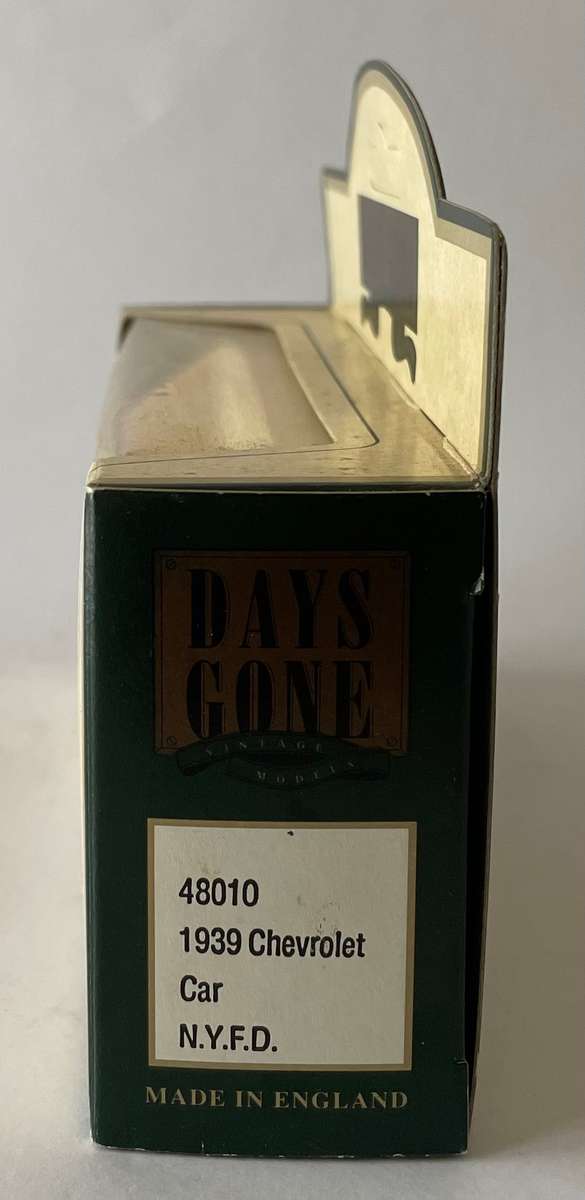 DAYS
GONE
VINTAGE
MODELS
48010
1939 Chevrolet
Car
N.Y.F.D.
MADE IN ENGLAND